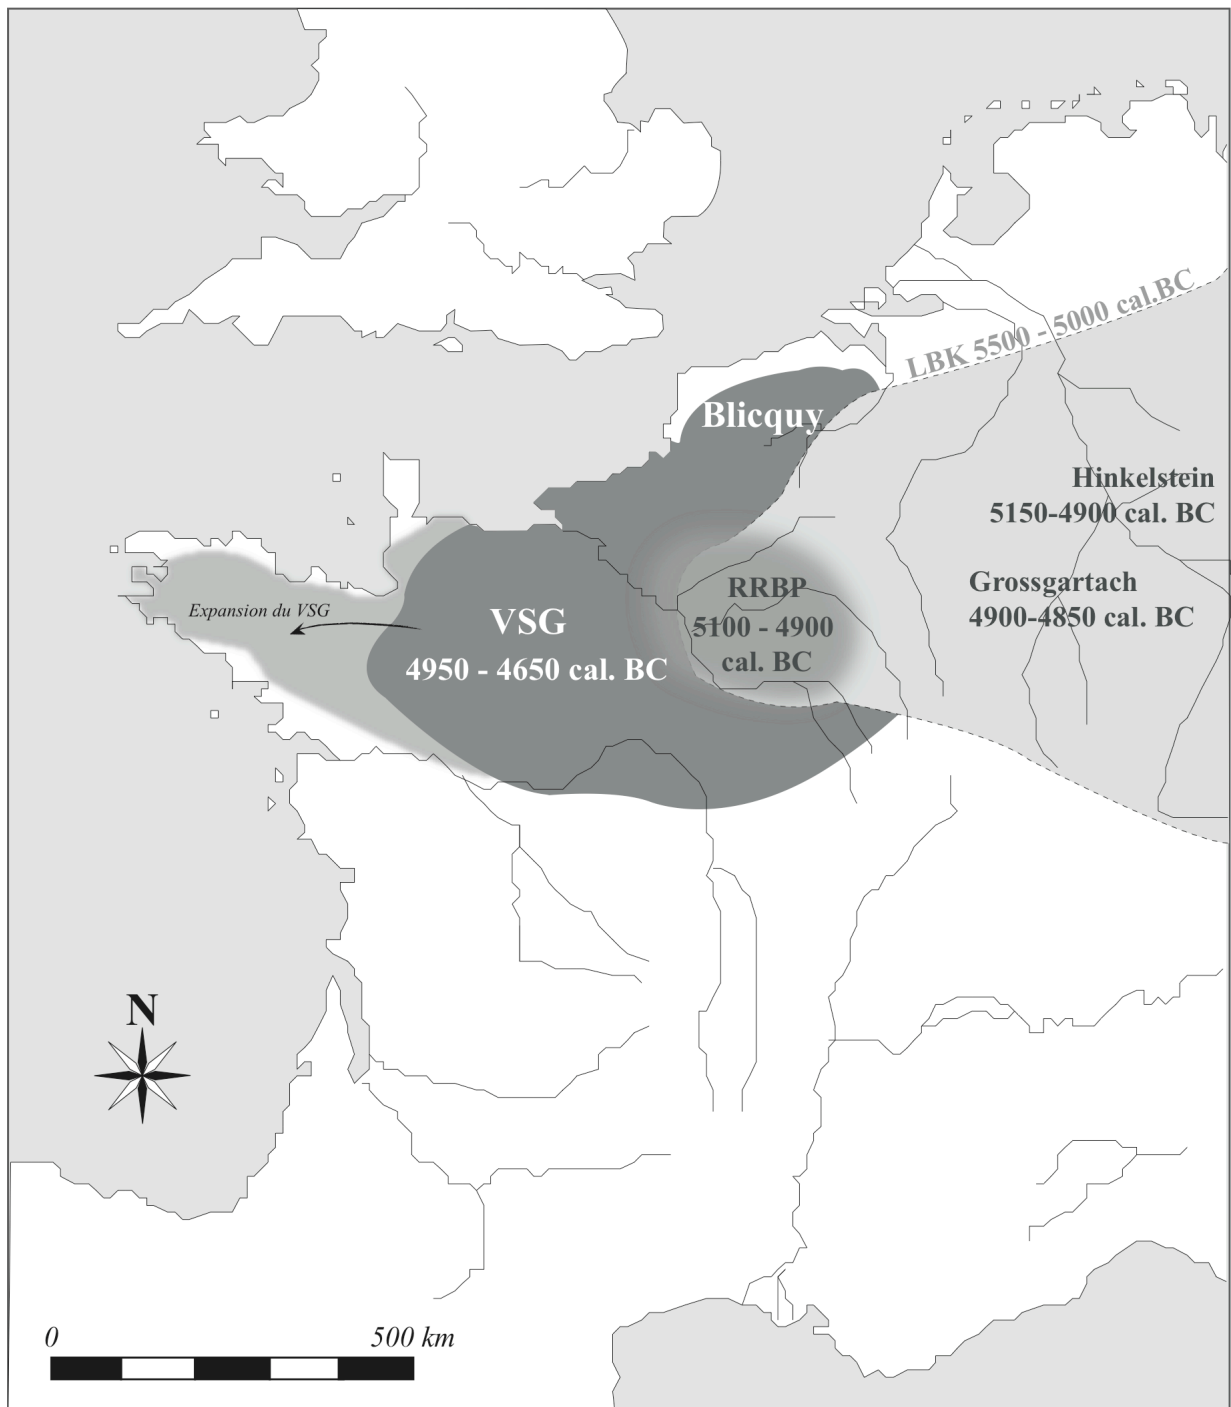 LBK 5500 - 5000 cal.BC
Blicquy
Hinkelstein
5150-4900 cal. BC
Grossgartach
4900-4850 cal. BC
RRBP
5100 - 4900
cal. BC
Expansion du VSG
VSG
4950 - 4650 cal. BC
N
0 500 km